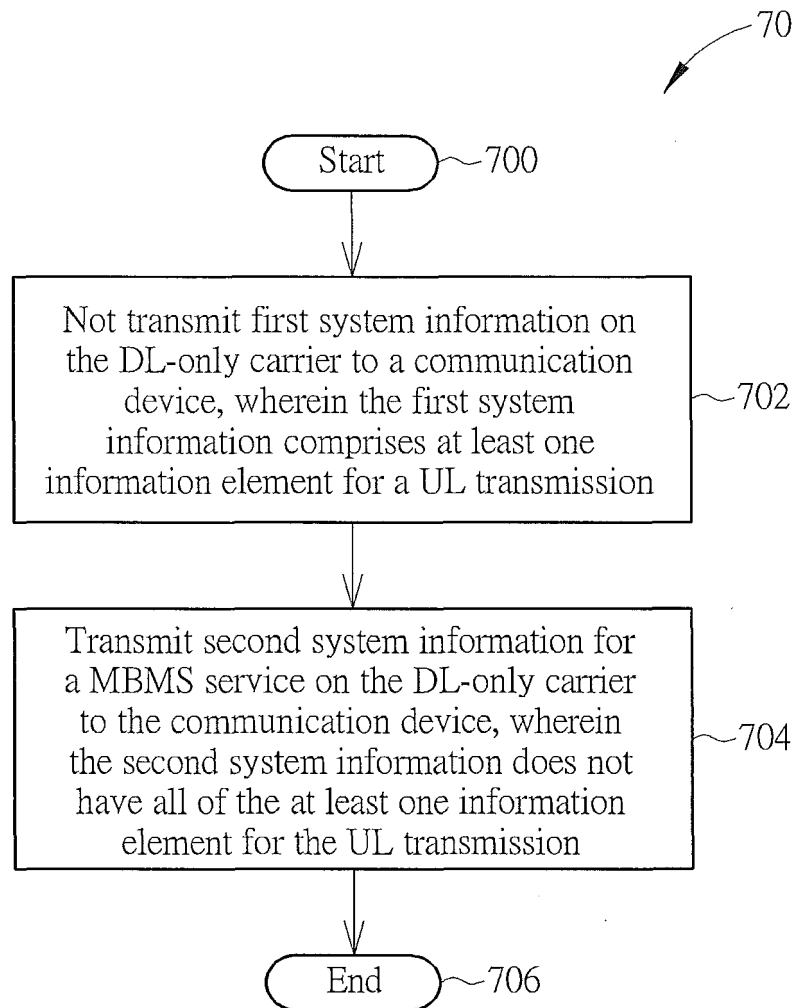 70
Start
700
Not transmit first system information on
the DL-only carrier to a communication
device, wherein the first system
information comprises at least one
information element for a UL transmission
702
Transmit second system information for
a MBMS service on the DL-only carrier
to the communication device, wherein
the second system information does not
have all of the at least one information
element for the UL transmission
704
End
706